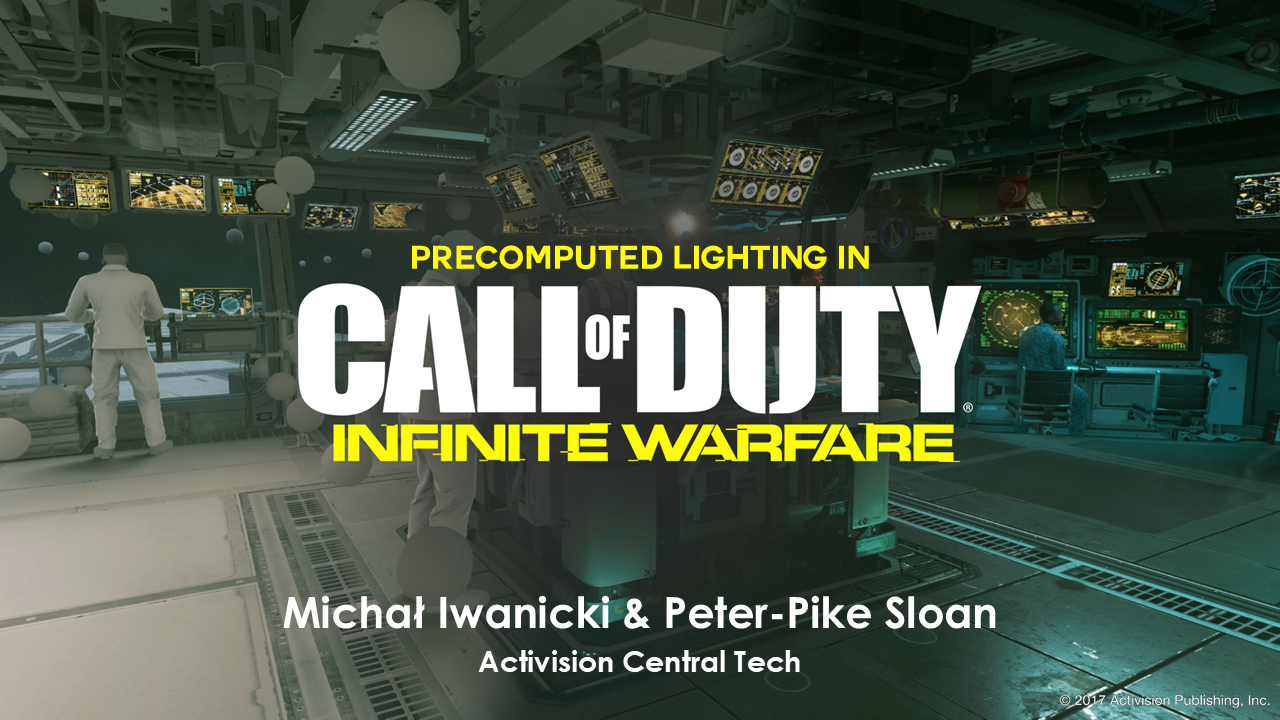 PRECOMPUTED LIGHTING IN
CALL OF DUTY®
INFINITE WARFARE
Michał Iwanicki & Peter-Pike Sloan
Activision Central Tech
© 2017 Activision Publishing, Inc.